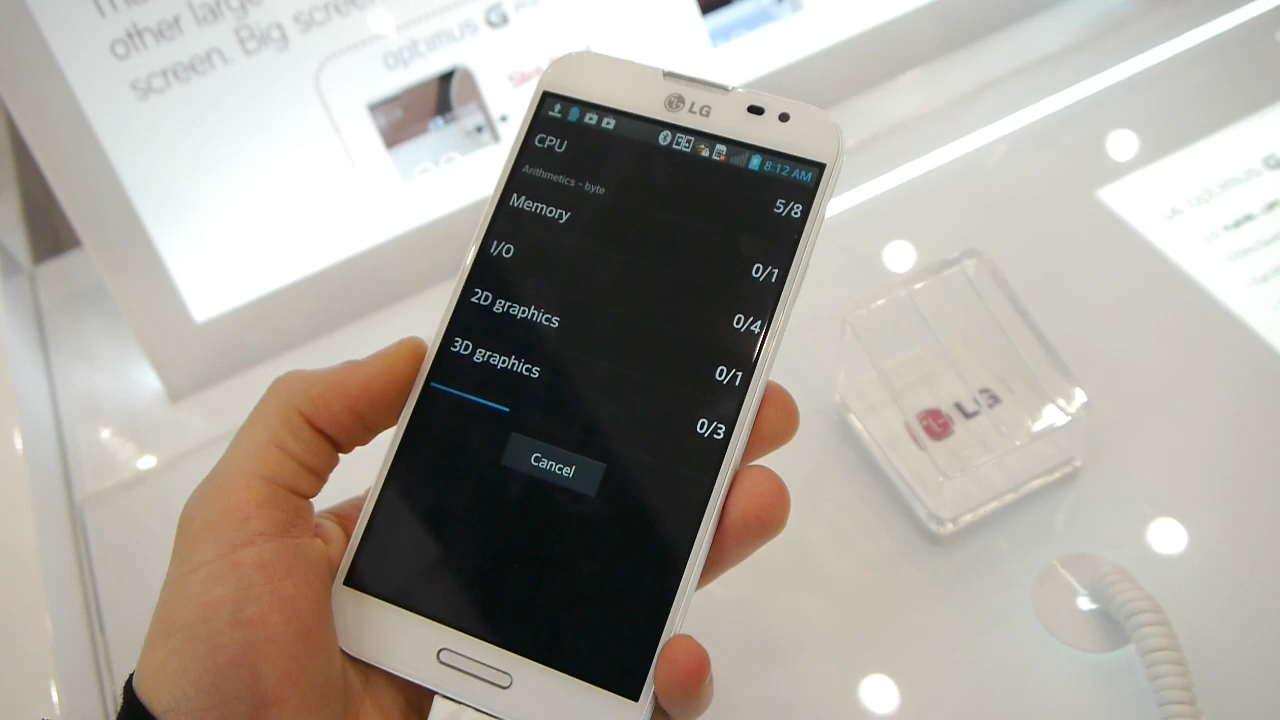 other large
screen. Big screen
optimus G
LG
8:12 AM
CPU
5/8
Arithmetics - byte
Memory
0/1
I/O
0/4
2D graphics
0/1
3D graphics
0/3
Cancel
LG